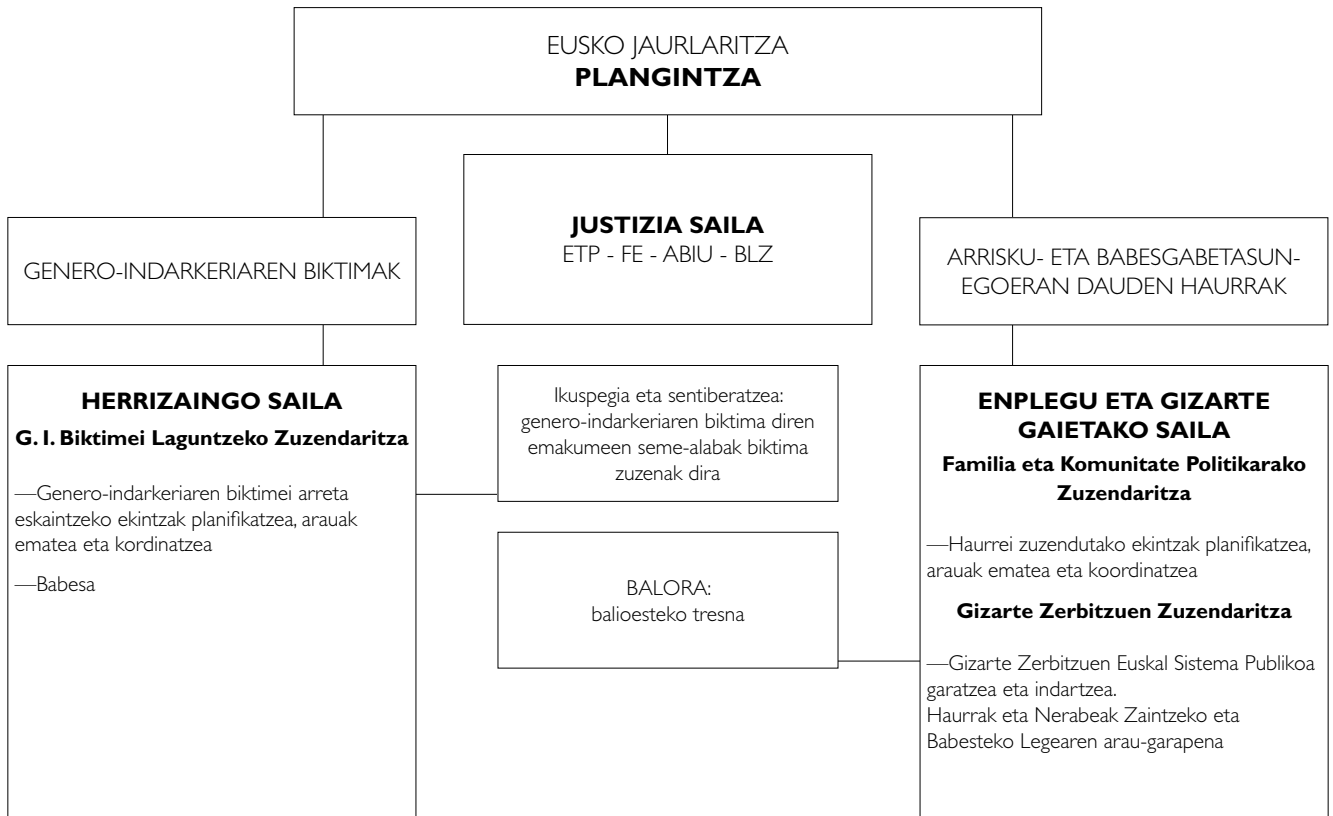 EUSKO JAURLARITZA
PLANGINTZA
GENERO-INDARKERIAREN BIKTIMAK
JUSTIZIA SAILA
ETP - FE - ABIU - BLZ
ARRISKU- ETA BABESGABETASUN-
EGOERAN DAUDEN HAURRAK
HERRIZAINGO SAILA
G. I. Biktimei Laguntzeko Zuzendaritza
—Genero-indarkeriaren biktimei arreta
eskaintzeko ekintzak planifikatzea, arauak
ematea eta kordinatzea
—Babesa
Ikuspegia eta sentiberatzea:
genero-indarkeriaren biktima diren
emakumeen seme-alabak biktima
zuzenak dira
BALORA:
balioesteko tresna
ENPLEGU ETA GIZARTE
GAIETAKO SAILA
Familia eta Komunitate Politikarako
Zuzendaritza
—Haurrei zuzendutako ekintzak planifikatzea,
arauak ematea eta koordinatzea
Gizarte Zerbitzuen Zuzendaritza
—Gizarte Zerbitzuen Euskal Sistema Publikoa
garatzea eta indartzea.
Haurrak eta Nerabeak Zaintzeko eta
Babesteko Legearen arau-garapena